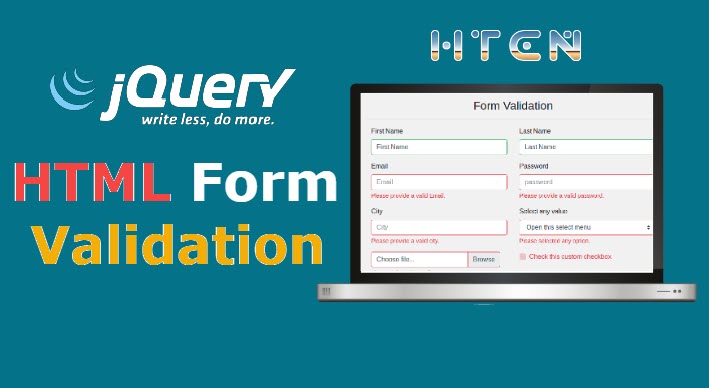 HTCN
jQuery
write less, do more.
HTML Form
Validation
Form Validation
First Name Last Name
First Name Last Name
Email Password
Email password
Please provide a valid Email. Please provide a valid password.
City Select any value
City Open this select menu
Please provide a valid city. Please selected any option.
Choose file... Browse Check this custom checkbox